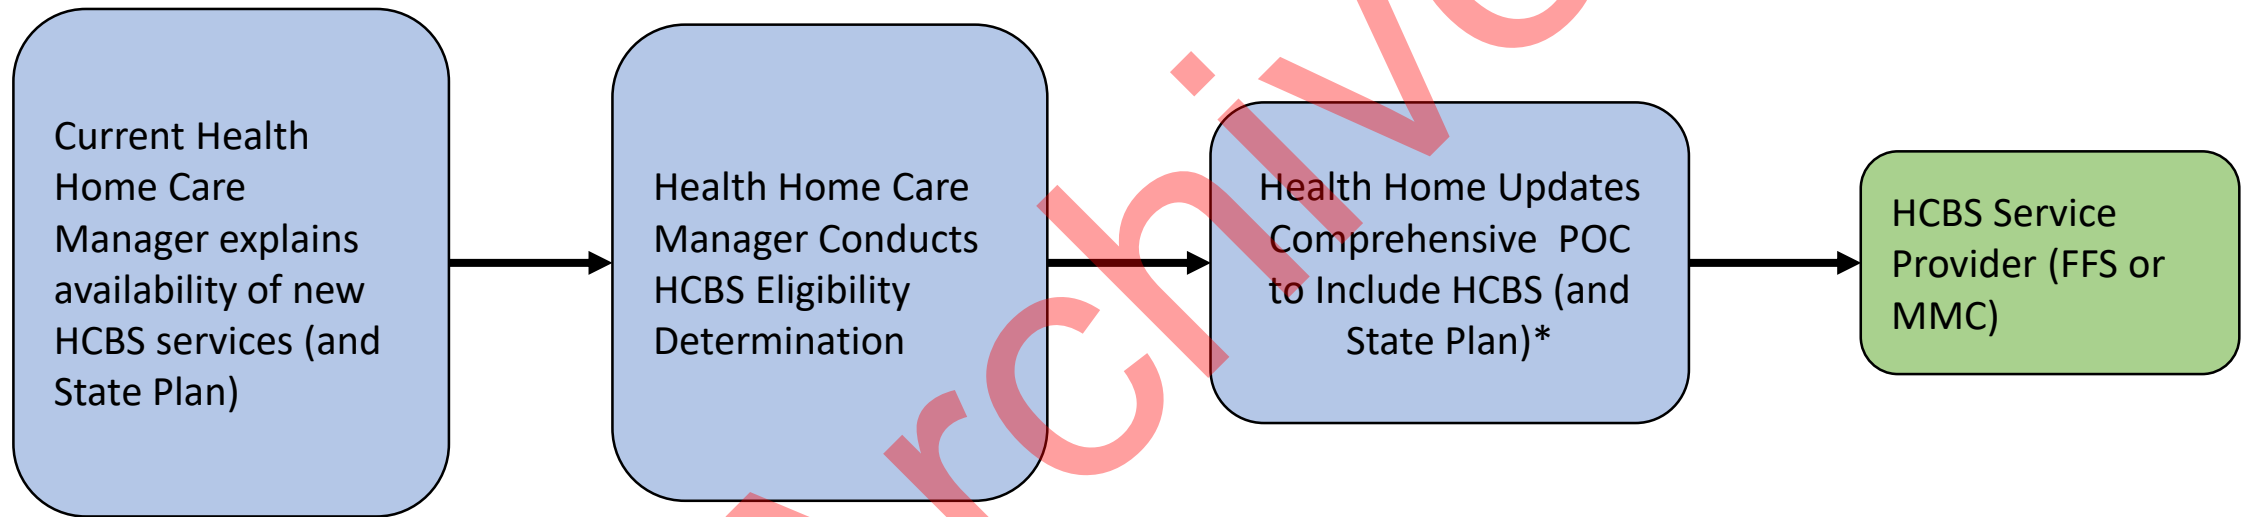 Current Health
Home Care
Manager explains
availability of new
HCBS services (and
State Plan)
Health Home Care
Manager Conducts
HCBS Eligibility
Determination
Health Home Updates
Comprehensive  POC
to Include HCBS (and
State Plan)*
HCBS Service
Provider (FFS or
MMC)